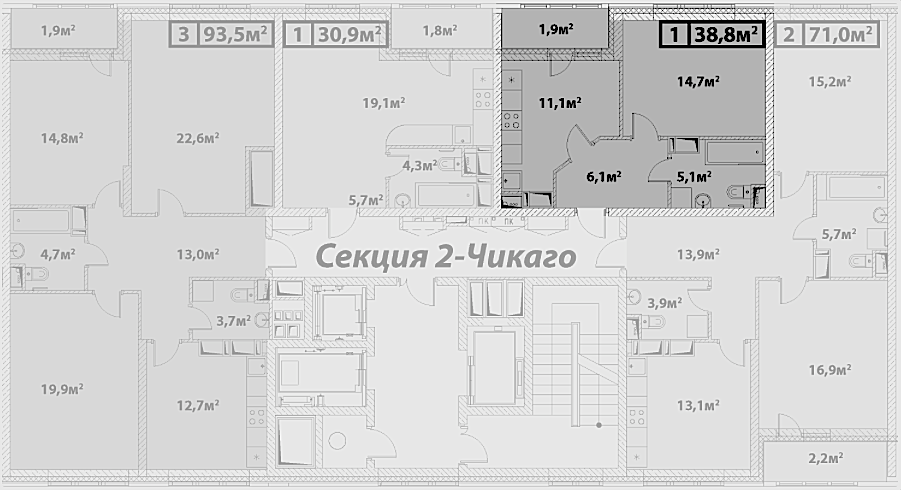 1,9м² 3 93,5м² 1 30,9м² 1,8м² 1,9м² 1 38,8м² 2 71,0м²
14,8м² 22,6м² 19,1м² 11,1м² 14,7м² 15,2м²
4,3м² 5,7м² 6,1м² 5,1м²
ПК ПК
4,7м² 13,0м² Секция 2-Чикаго 13,9м² 5,7м²
3,7м² 3,9м²
19,9м² 12,7м² 13,1м² 16,9м²
2,2м²